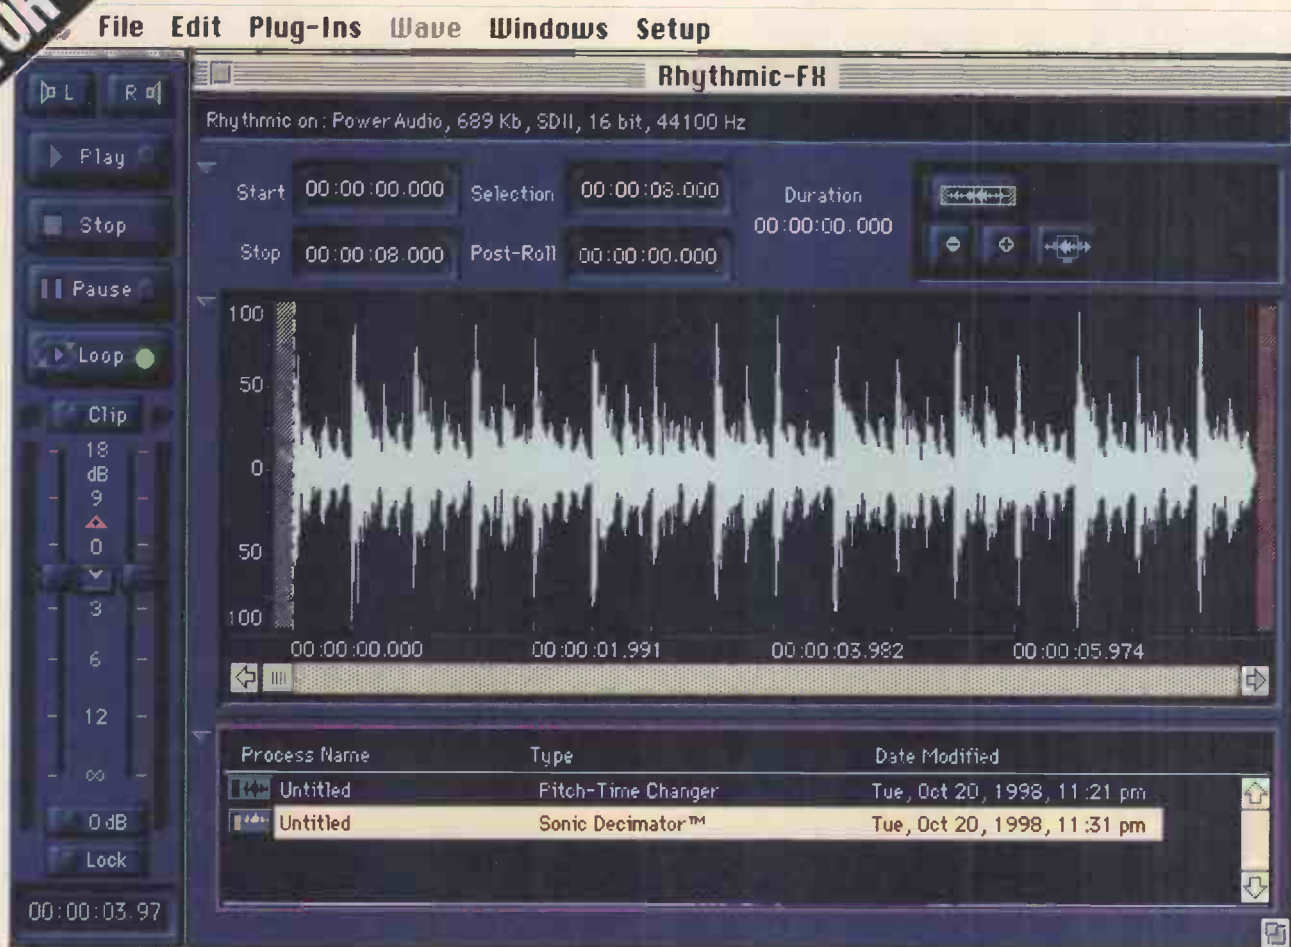 File Edit Plug-Ins Wave Windows Setup
Rhythmic-FX
L R
Rhythmic on: Power Audio, 689 Kb, SDII, 16 bit, 44100 Hz
Play
Start 00:00:00.000 Selection 00:00:08.000 Duration
00:00:00.000
Stop
Stop 00:00:08.000 Post-Roll 00:00:00.000
Pause
Loop
Clip
18
dB
9
0
3
6
12
∞
0 dB
Lock
00:00:03.97
100
50
0
50
100
00:00:00.000 00:00:01.991 00:00:03.982 00:00:05.974
Process Name Type Date Modified
Untitled Pitch-Time Changer Tue, Oct 20, 1998, 11:21 pm
Untitled Sonic Decimator™ Tue, Oct 20, 1998, 11:31 pm